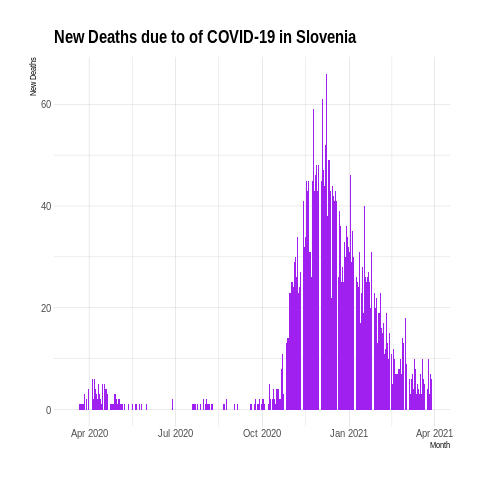 New Deaths due to of COVID-19 in Slovenia
New Deaths
60
40
20
0
Apr 2020
Jul 2020
Oct 2020
Jan 2021
Apr 2021
Month